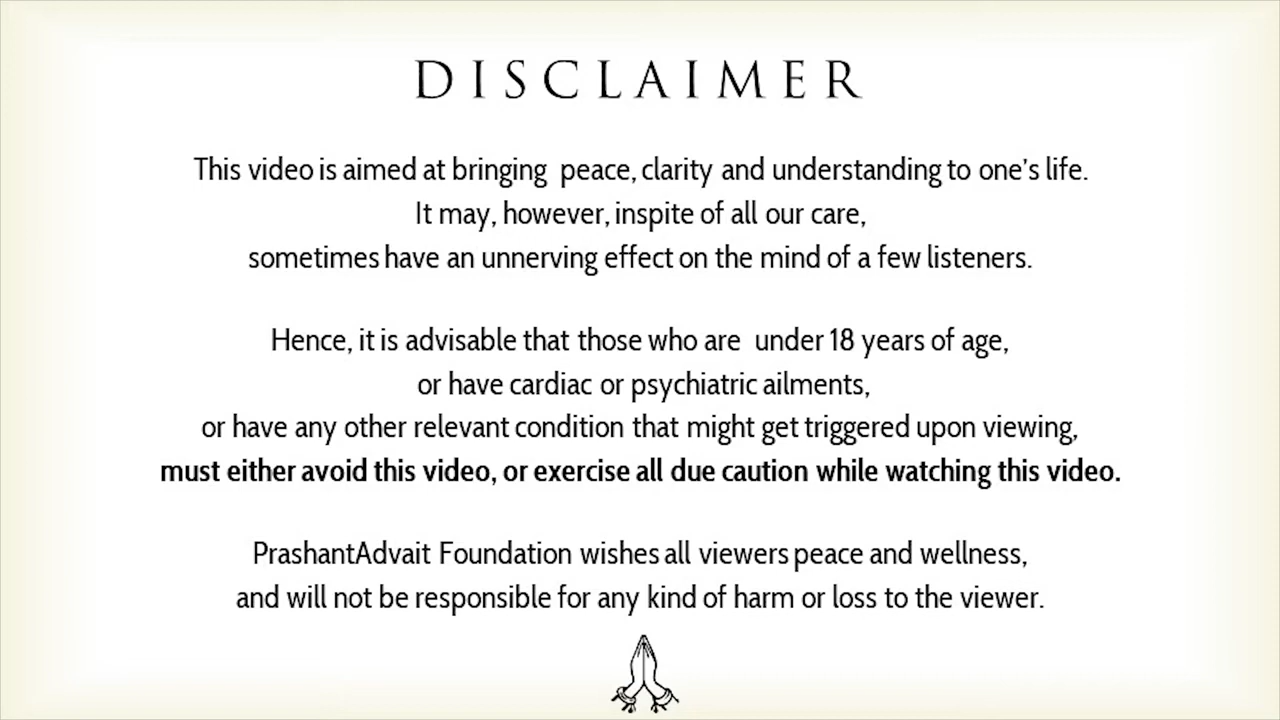 DISCLAIMER
This video is aimed at bringing peace, clarity and understanding to one's life.
It may, however, inspite of all our care,
sometimes have an unnerving effect on the mind of a few listeners.
Hence, it is advisable that those who are under 18 years of age,
or have cardiac or psychiatric ailments,
or have any other relevant condition that might get triggered upon viewing,
must either avoid this video, or exercise all due caution while watching this video.
PrashantAdvait Foundation wishes all viewers peace and wellness,
and will not be responsible for any kind of harm or loss to the viewer.